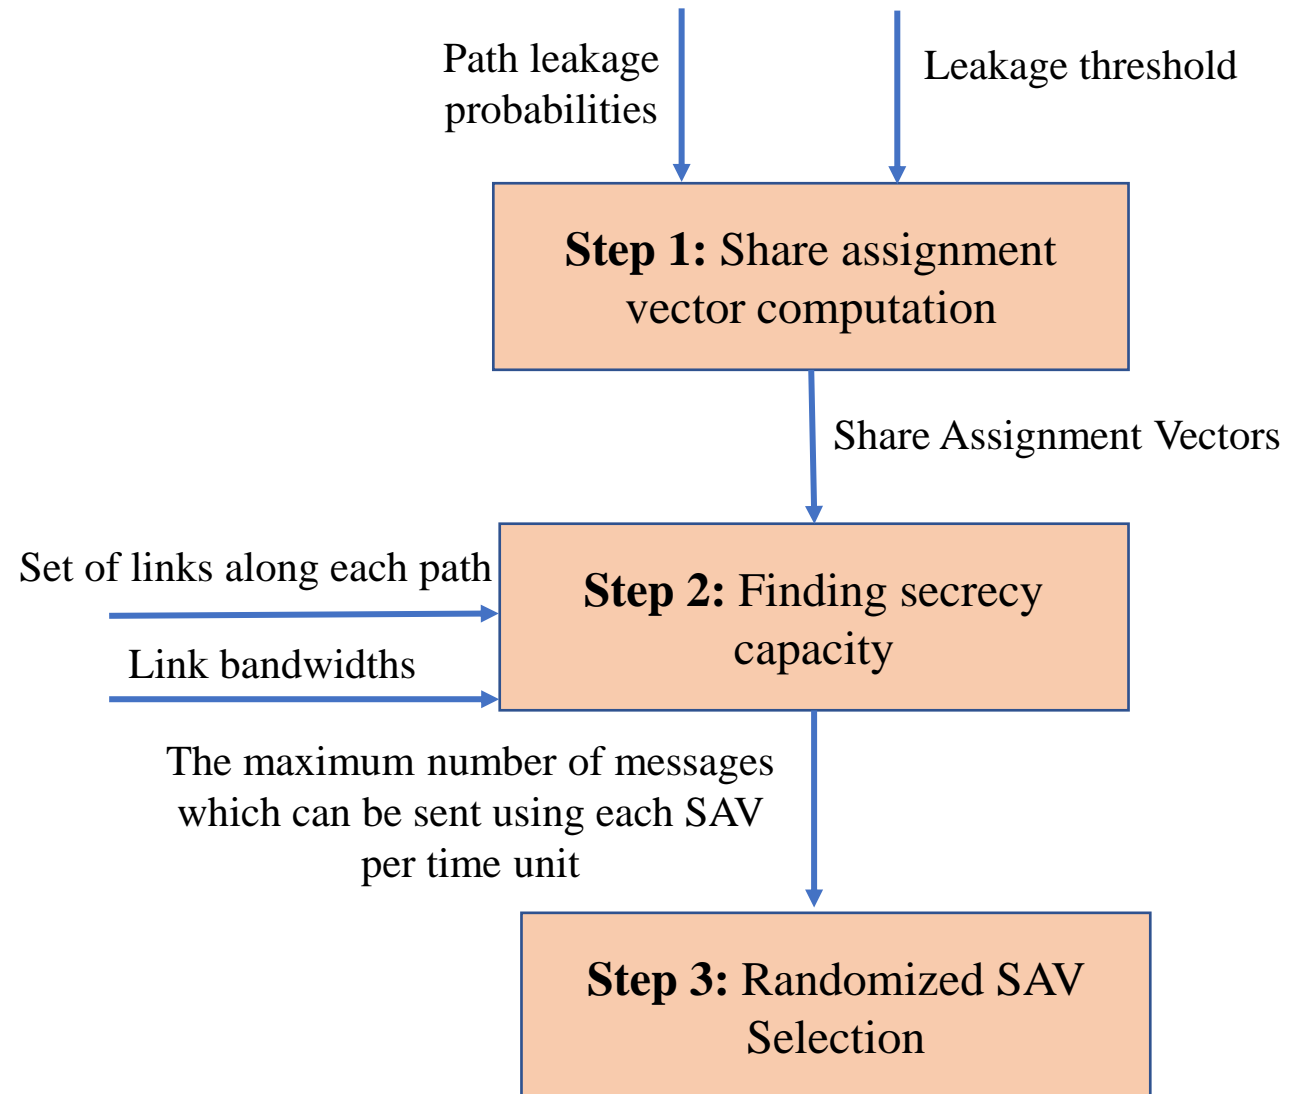 Path leakage
probabilities
Leakage threshold
Step 1: Share assignment
vector computation
Share Assignment Vectors
Set of links along each path
Link bandwidths
Step 2: Finding secrecy
capacity
The maximum number of messages
which can be sent using each SAV
per time unit
Step 3: Randomized SAV
Selection